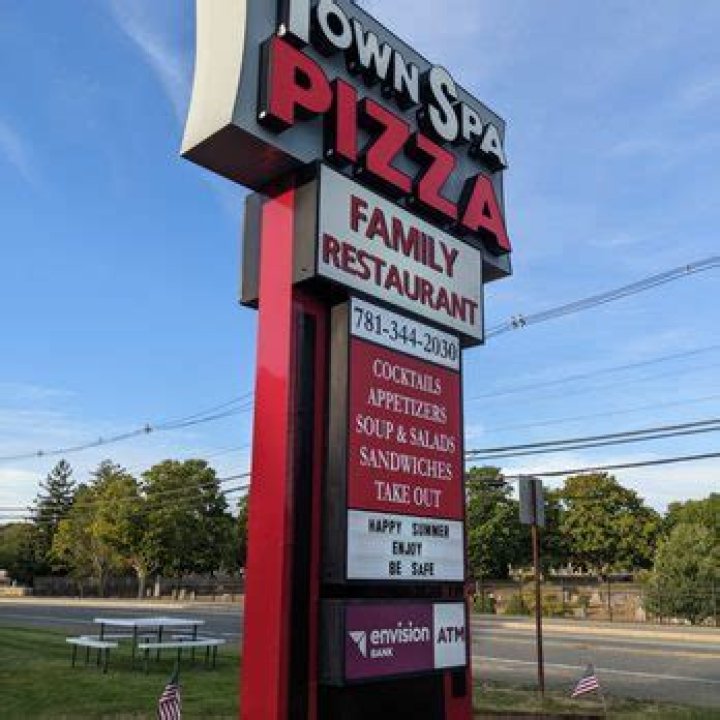 TOWN SPA
PIZZA
FAMILY
RESTAURANT
781-344-2030
COCKTAILS
APPETIZERS
SOUP & SALADS
SANDWICHES
TAKE OUT
HAPPY SUMMER
ENJOY
BE SAFE
envision ATM
BANK